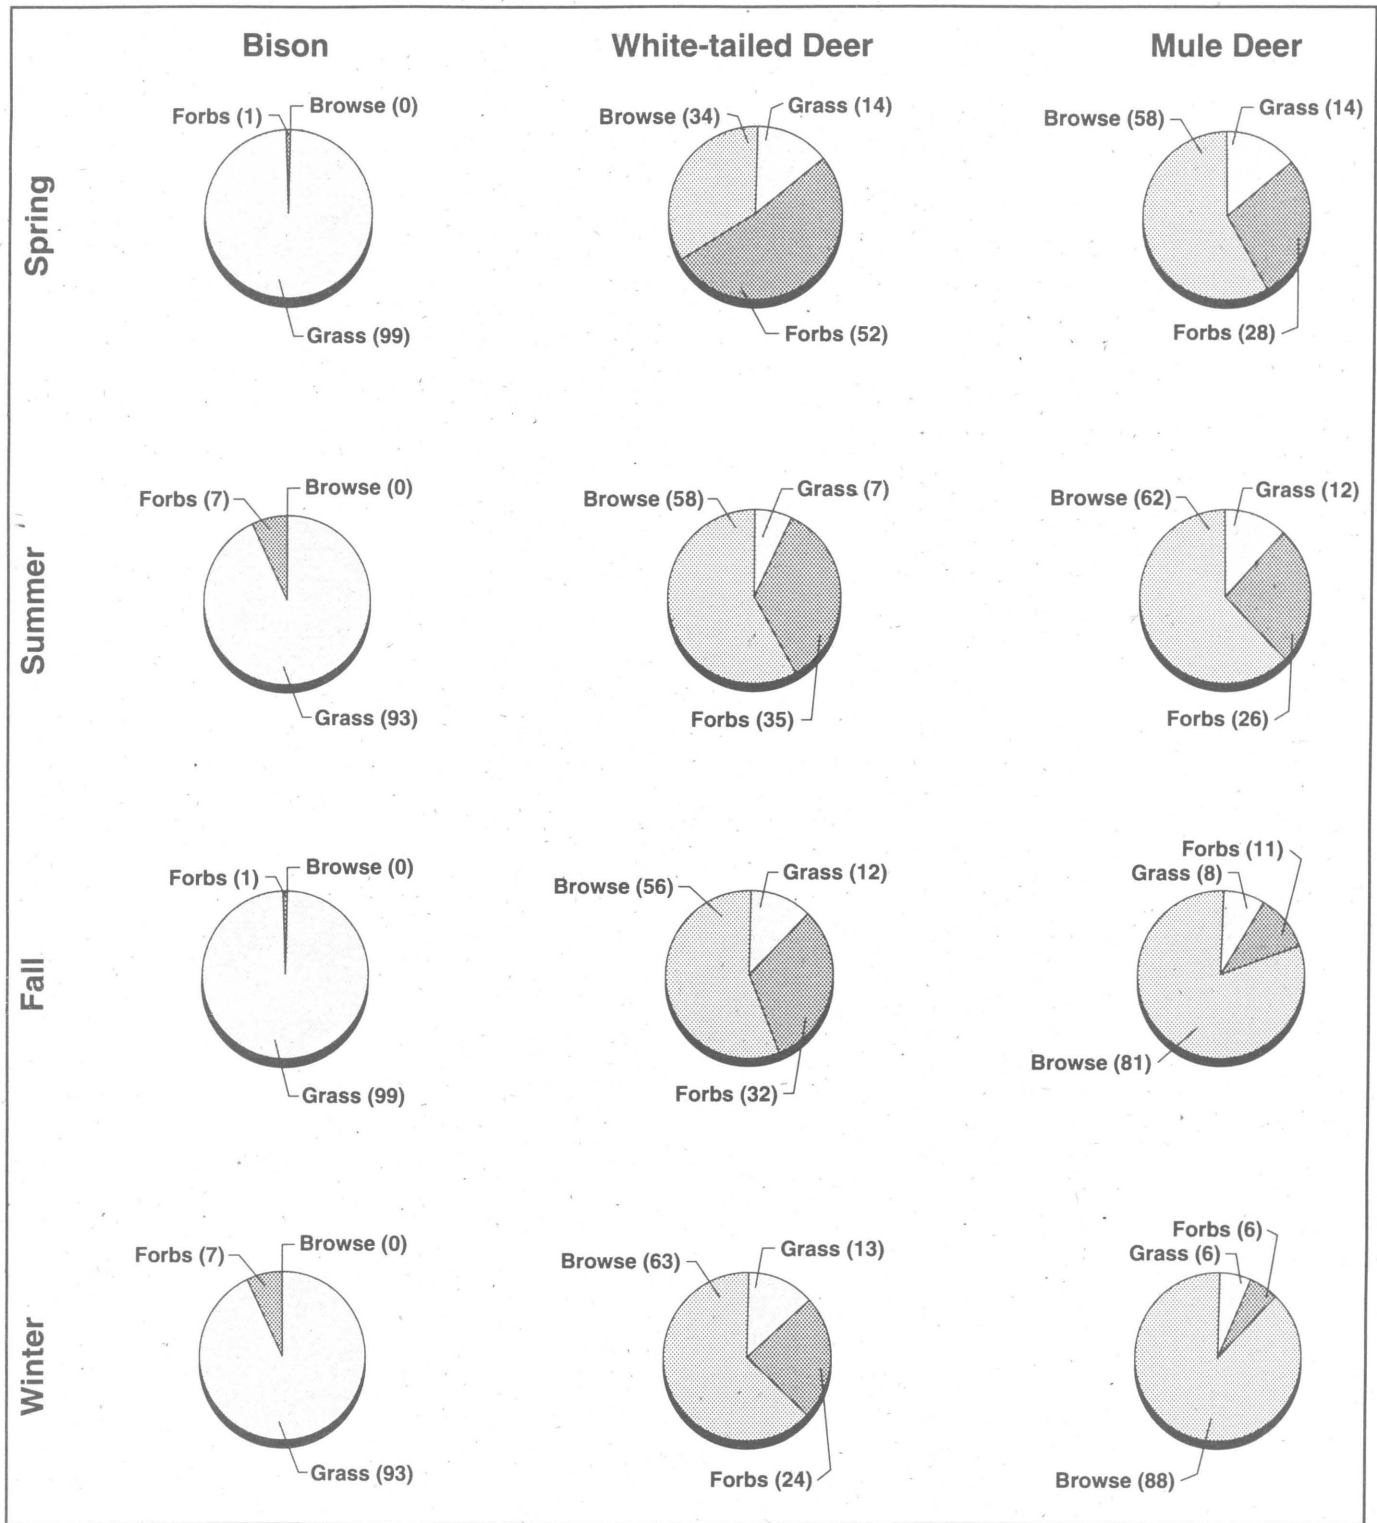 Bison
White-tailed Deer
Mule Deer
Spring
Forbs (1)
Browse (0)
Grass (99)
Browse (34)
Grass (14)
Forbs (52)
Browse (58)
Grass (14)
Forbs (28)
Summer
Forbs (7)
Browse (0)
Grass (93)
Browse (58)
Grass (7)
Forbs (35)
Browse (62)
Grass (12)
Forbs (26)
Fall
Forbs (1)
Browse (0)
Grass (99)
Browse (56)
Grass (12)
Forbs (32)
Forbs (11)
Grass (8)
Browse (81)
Winter
Forbs (7)
Browse (0)
Grass (93)
Browse (63)
Grass (13)
Forbs (24)
Forbs (6)
Grass (6)
Browse (88)